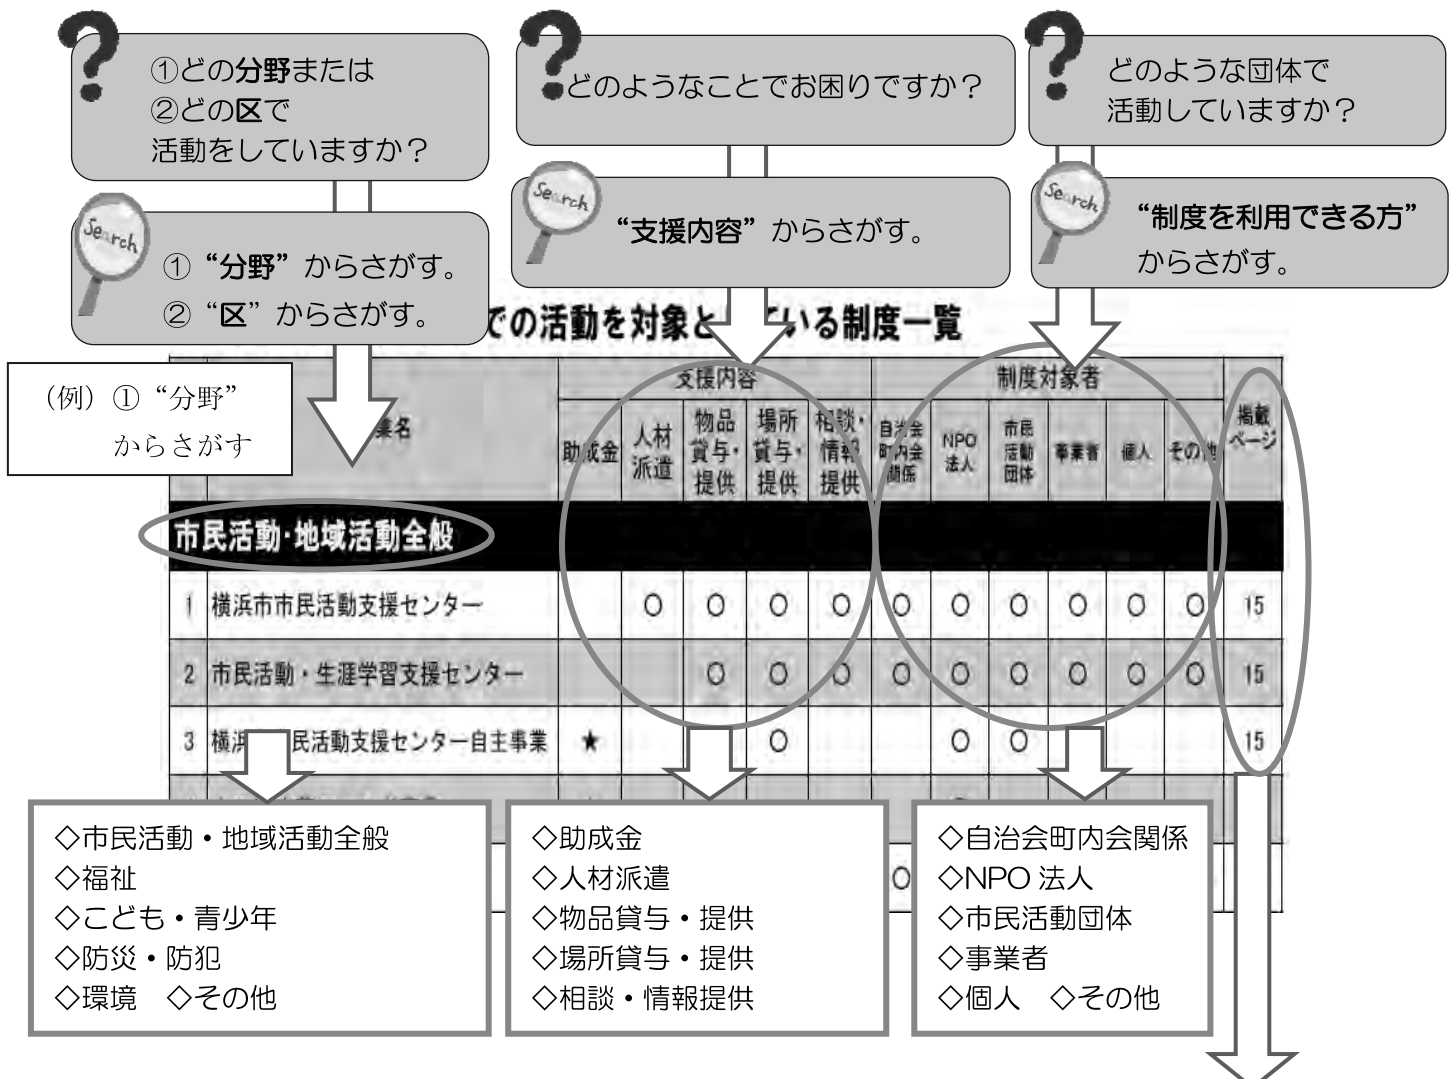 ①どの分野または
②どの区で
活動をしていますか？
どのようなことでお困りですか？
どのような団体で
活動していますか？
Search
①“分野”からさがす。
②“区”からさがす。
Search
“支援内容”からさがす。
Search
“制度を利用できる方”
からさがす。
での活動を対象と
いる制度一覧
（例）①“分野”
からさがす
業名
支援内容
制度対象者
掲載
ページ
助成金
人材
派遣
物品
貸与・
提供
場所
貸与・
提供
相談・
情報
提供
自治会
町内会
関係
NPO
法人
市民
活動
団体
事業者
個人
その他
市民活動・地域活動全般
1 横浜市市民活動支援センター ○ ○ ○ ○ ○ ○ ○ ○ ○ ○ 15
2 市民活動・生涯学習支援センター ○ ○ ○ ○ ○ ○ ○ ○ ○ 15
3 横浜 民活動支援センター自主事業 ★ ○ ○ ○ 15
○
◇市民活動・地域活動全般
◇福祉
◇こども・青少年
◇防災・防犯
◇環境　◇その他
◇助成金
◇人材派遣
◇物品貸与・提供
◇場所貸与・提供
◇相談・情報提供
◇自治会町内会関係
◇NPO 法人
◇市民活動団体
◇事業者
◇個人　◇その他